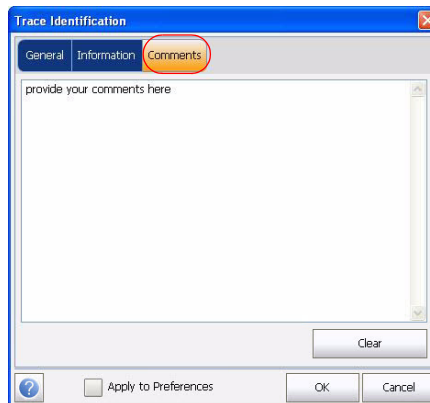 Trace Identification
General Information Comments
provide your comments here
Clear
? Apply to Preferences OK Cancel